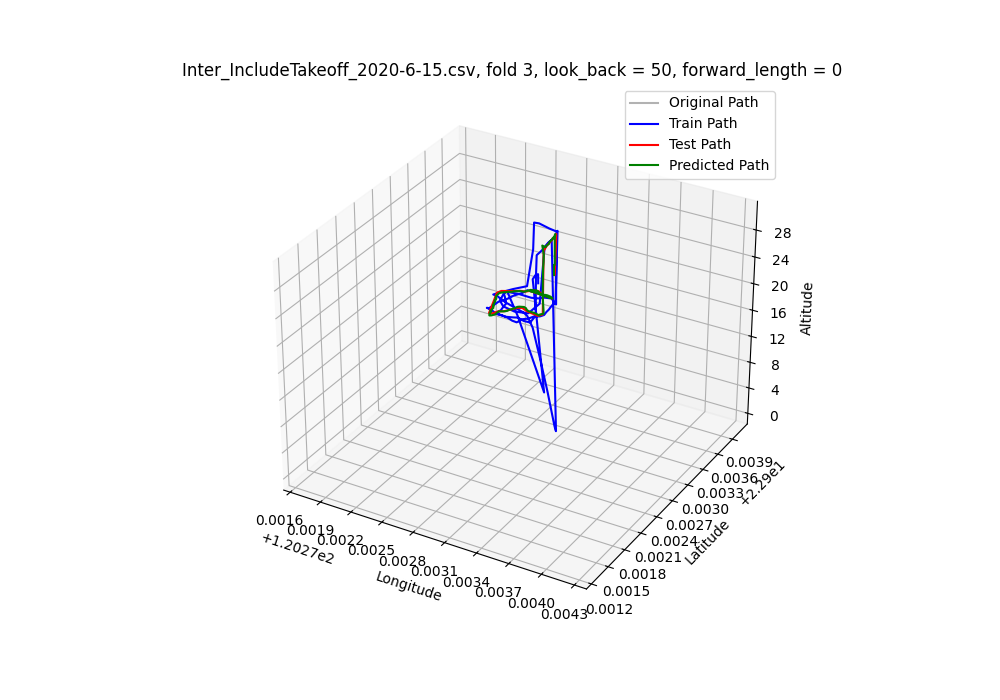 Inter_IncludeTakeoff_2020-6-15.csv, fold 3, look_back = 50, forward_length = 0
Original Path
Train Path
Test Path
Predicted Path
28
24
20
16
12
8
4
0
Altitude
0.0039
0.0036
0.0033
0.0030
0.0027
0.0024
0.0021
0.0018
0.0015
0.0012
+2.29e1
Latitude
0.0016
0.0019
0.0022
0.0025
0.0028
0.0031
0.0034
0.0037
0.0040
0.0043
+1.2027e2
Longitude